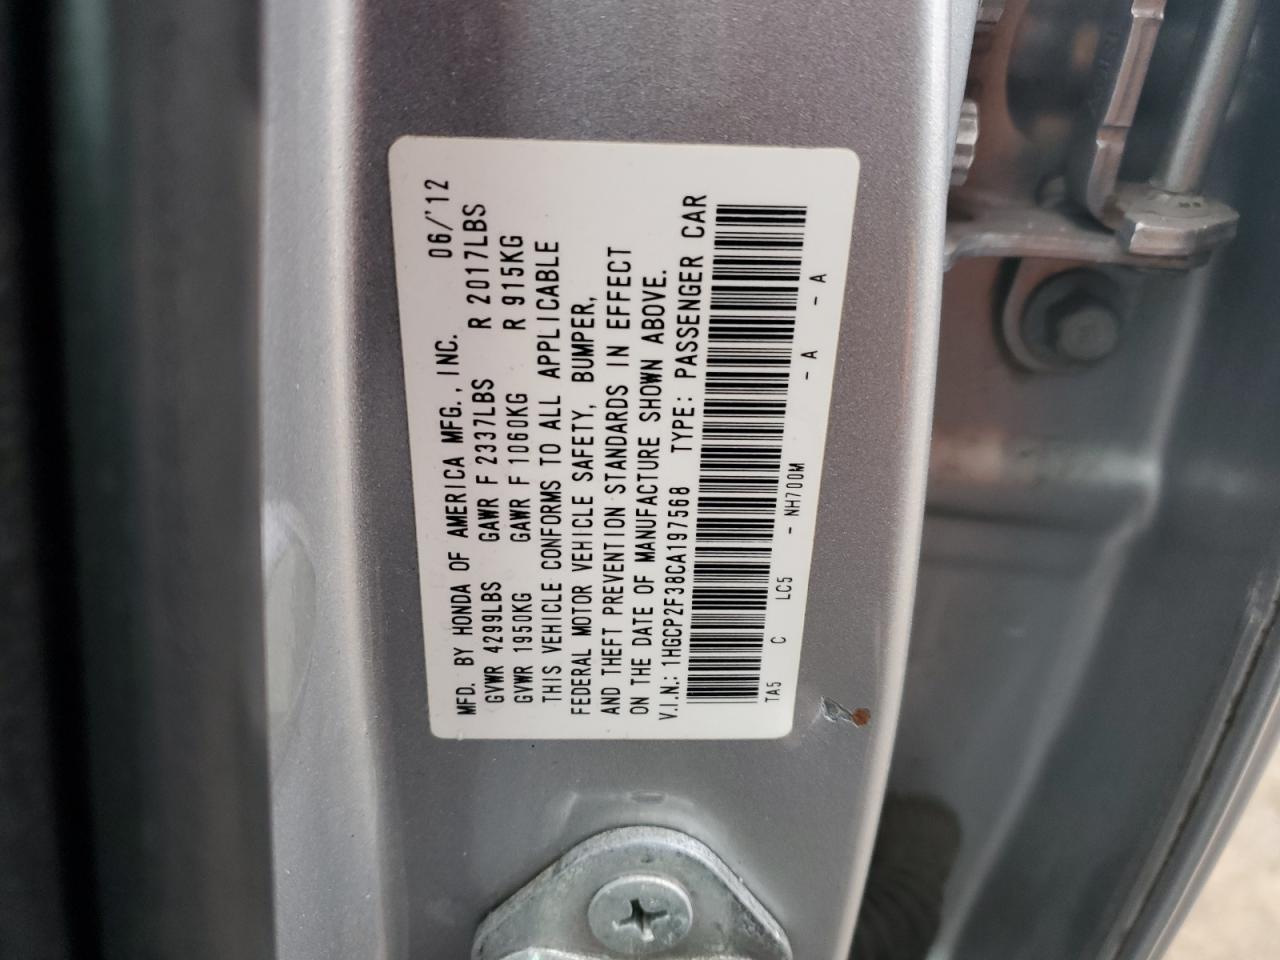 MFD. BY HONDA OF AMERICA MFG., INC. 06/'12
GVWR 4299LBS GAWR F 2337LBS R 2017LBS
GVWR 1950KG GAWR F 1060KG R 915KG
THIS VEHICLE CONFORMS TO ALL APPLICABLE
FEDERAL MOTOR VEHICLE SAFETY, BUMPER,
AND THEFT PREVENTION STANDARDS IN EFFECT
ON THE DATE OF MANUFACTURE SHOWN ABOVE.
V.I.N.: 1HGCP2F38CA197568 TYPE: PASSENGER CAR
TA5 C LC5 - NH700M - A - A